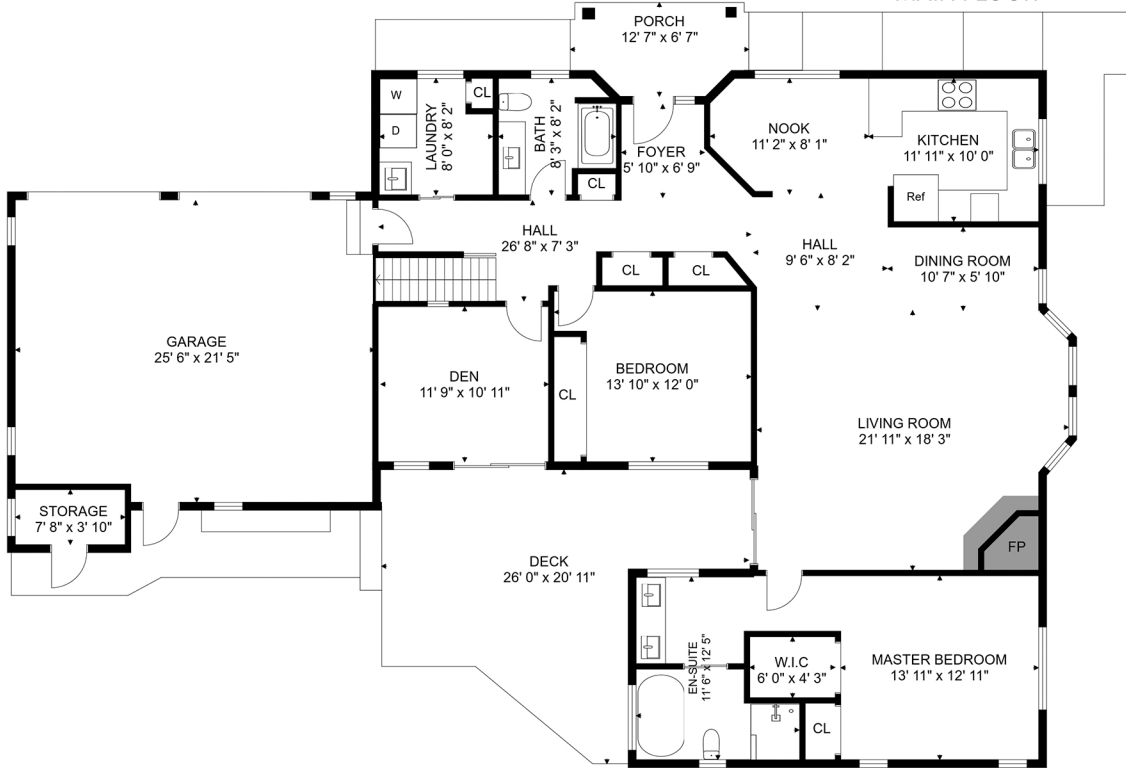 PORCH
12' 7" x 6' 7"
W
D
CL
LAUNDRY
8' 0" x 8' 2"
BATH
8' 3" x 8' 2"
CL
FOYER
5' 10" x 6' 9"
NOOK
11' 2" x 8' 1"
KITCHEN
11' 11" x 10' 0"
Ref
HALL
26' 8" x 7' 3"
HALL
9' 6" x 8' 2"
DINING ROOM
10' 7" x 5' 10"
CL
CL
GARAGE
25' 6" x 21' 5"
DEN
11' 9" x 10' 11"
CL
BEDROOM
13' 10" x 12' 0"
LIVING ROOM
21' 11" x 18' 3"
STORAGE
7' 8" x 3' 10"
FP
DECK
26' 0" x 20' 11"
EN-SUITE
11' 6" x 12' 5"
W.I.C
6' 0" x 4' 3"
MASTER BEDROOM
13' 11" x 12' 11"
CL